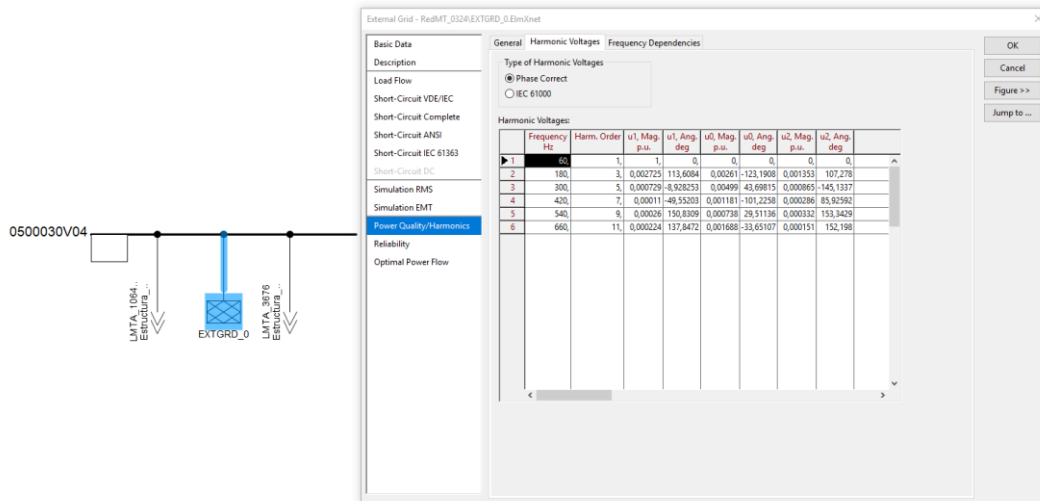 External Grid - RedMT_0324\EXTGRD_0.ElmXnet
Basic Data
Description
Load Flow
Short-Circuit VDE/IEC
Short-Circuit Complete
Short-Circuit ANSI
Short-Circuit IEC 61363
Short-Circuit DC
Simulation RMS
Simulation EMT
Power Quality/Harmonics
Reliability
Optimal Power Flow
General Harmonic Voltages Frequency Dependencies
Type of Harmonic Voltages
Phase Correct
IEC 61000
Harmonic Voltages:
Frequency Harm. Order u1, Mag. u1, Ang. u0, Mag. u0, Ang. u2, Mag. u2, Ang.
Hz p.u. deg p.u. deg p.u. deg
1 60, 1, 1, 0, 0, 0, 0, 0,
2 180, 3, 0,002725 113,6084 0,00261 -123,1908 0,001353 107,278
3 300, 5, 0,000729 -8,928253 0,00499 43,69815 0,000865 -145,1337
4 420, 7, 0,00011 -49,55203 0,001181 -101,2258 0,000286 85,92592
5 540, 9, 0,00026 150,8309 0,000738 29,51136 0,000332 153,3429
6 660, 11, 0,000224 137,8472 0,001688 -33,65107 0,000151 152,198
OK
Cancel
Figure >>
Jump to ...
0500030V04
LMTA_1064..
Estructura_..
EXTGRD_0
LMTA_3676
Estructura_..